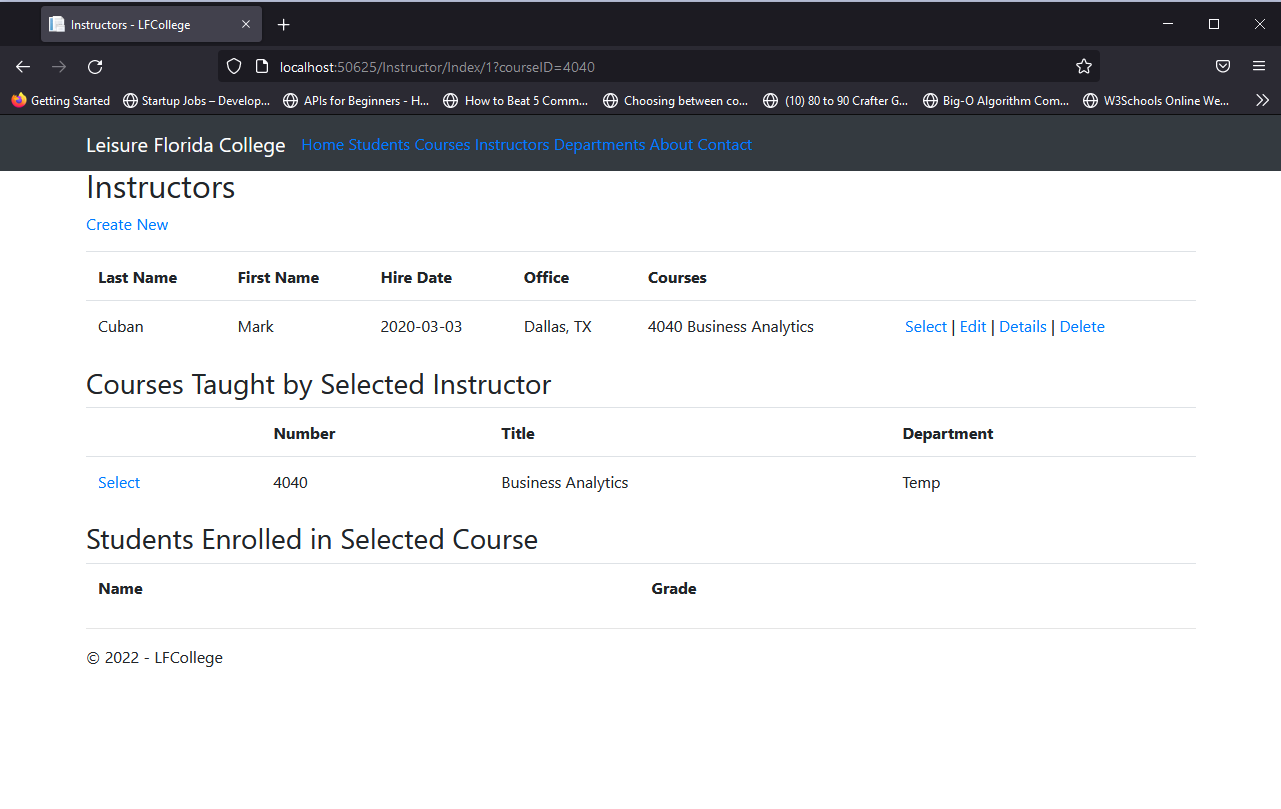 Instructors - LFCollege
localhost:50625/Instructor/Index/1?courseID=4040
Getting Started Startup Jobs – Develop... APIs for Beginners - H... How to Beat 5 Comm... Choosing between co... (10) 80 to 90 Crafter G... Big-O Algorithm Com... W3Schools Online We...
Leisure Florida College Home Students Courses Instructors Departments About Contact
Instructors
Create New
Last Name First Name Hire Date Office Courses
Cuban Mark 2020-03-03 Dallas, TX 4040 Business Analytics Select | Edit | Details | Delete
Courses Taught by Selected Instructor
Number Title Department
Select 4040 Business Analytics Temp
Students Enrolled in Selected Course
Name Grade
© 2022 - LFCollege